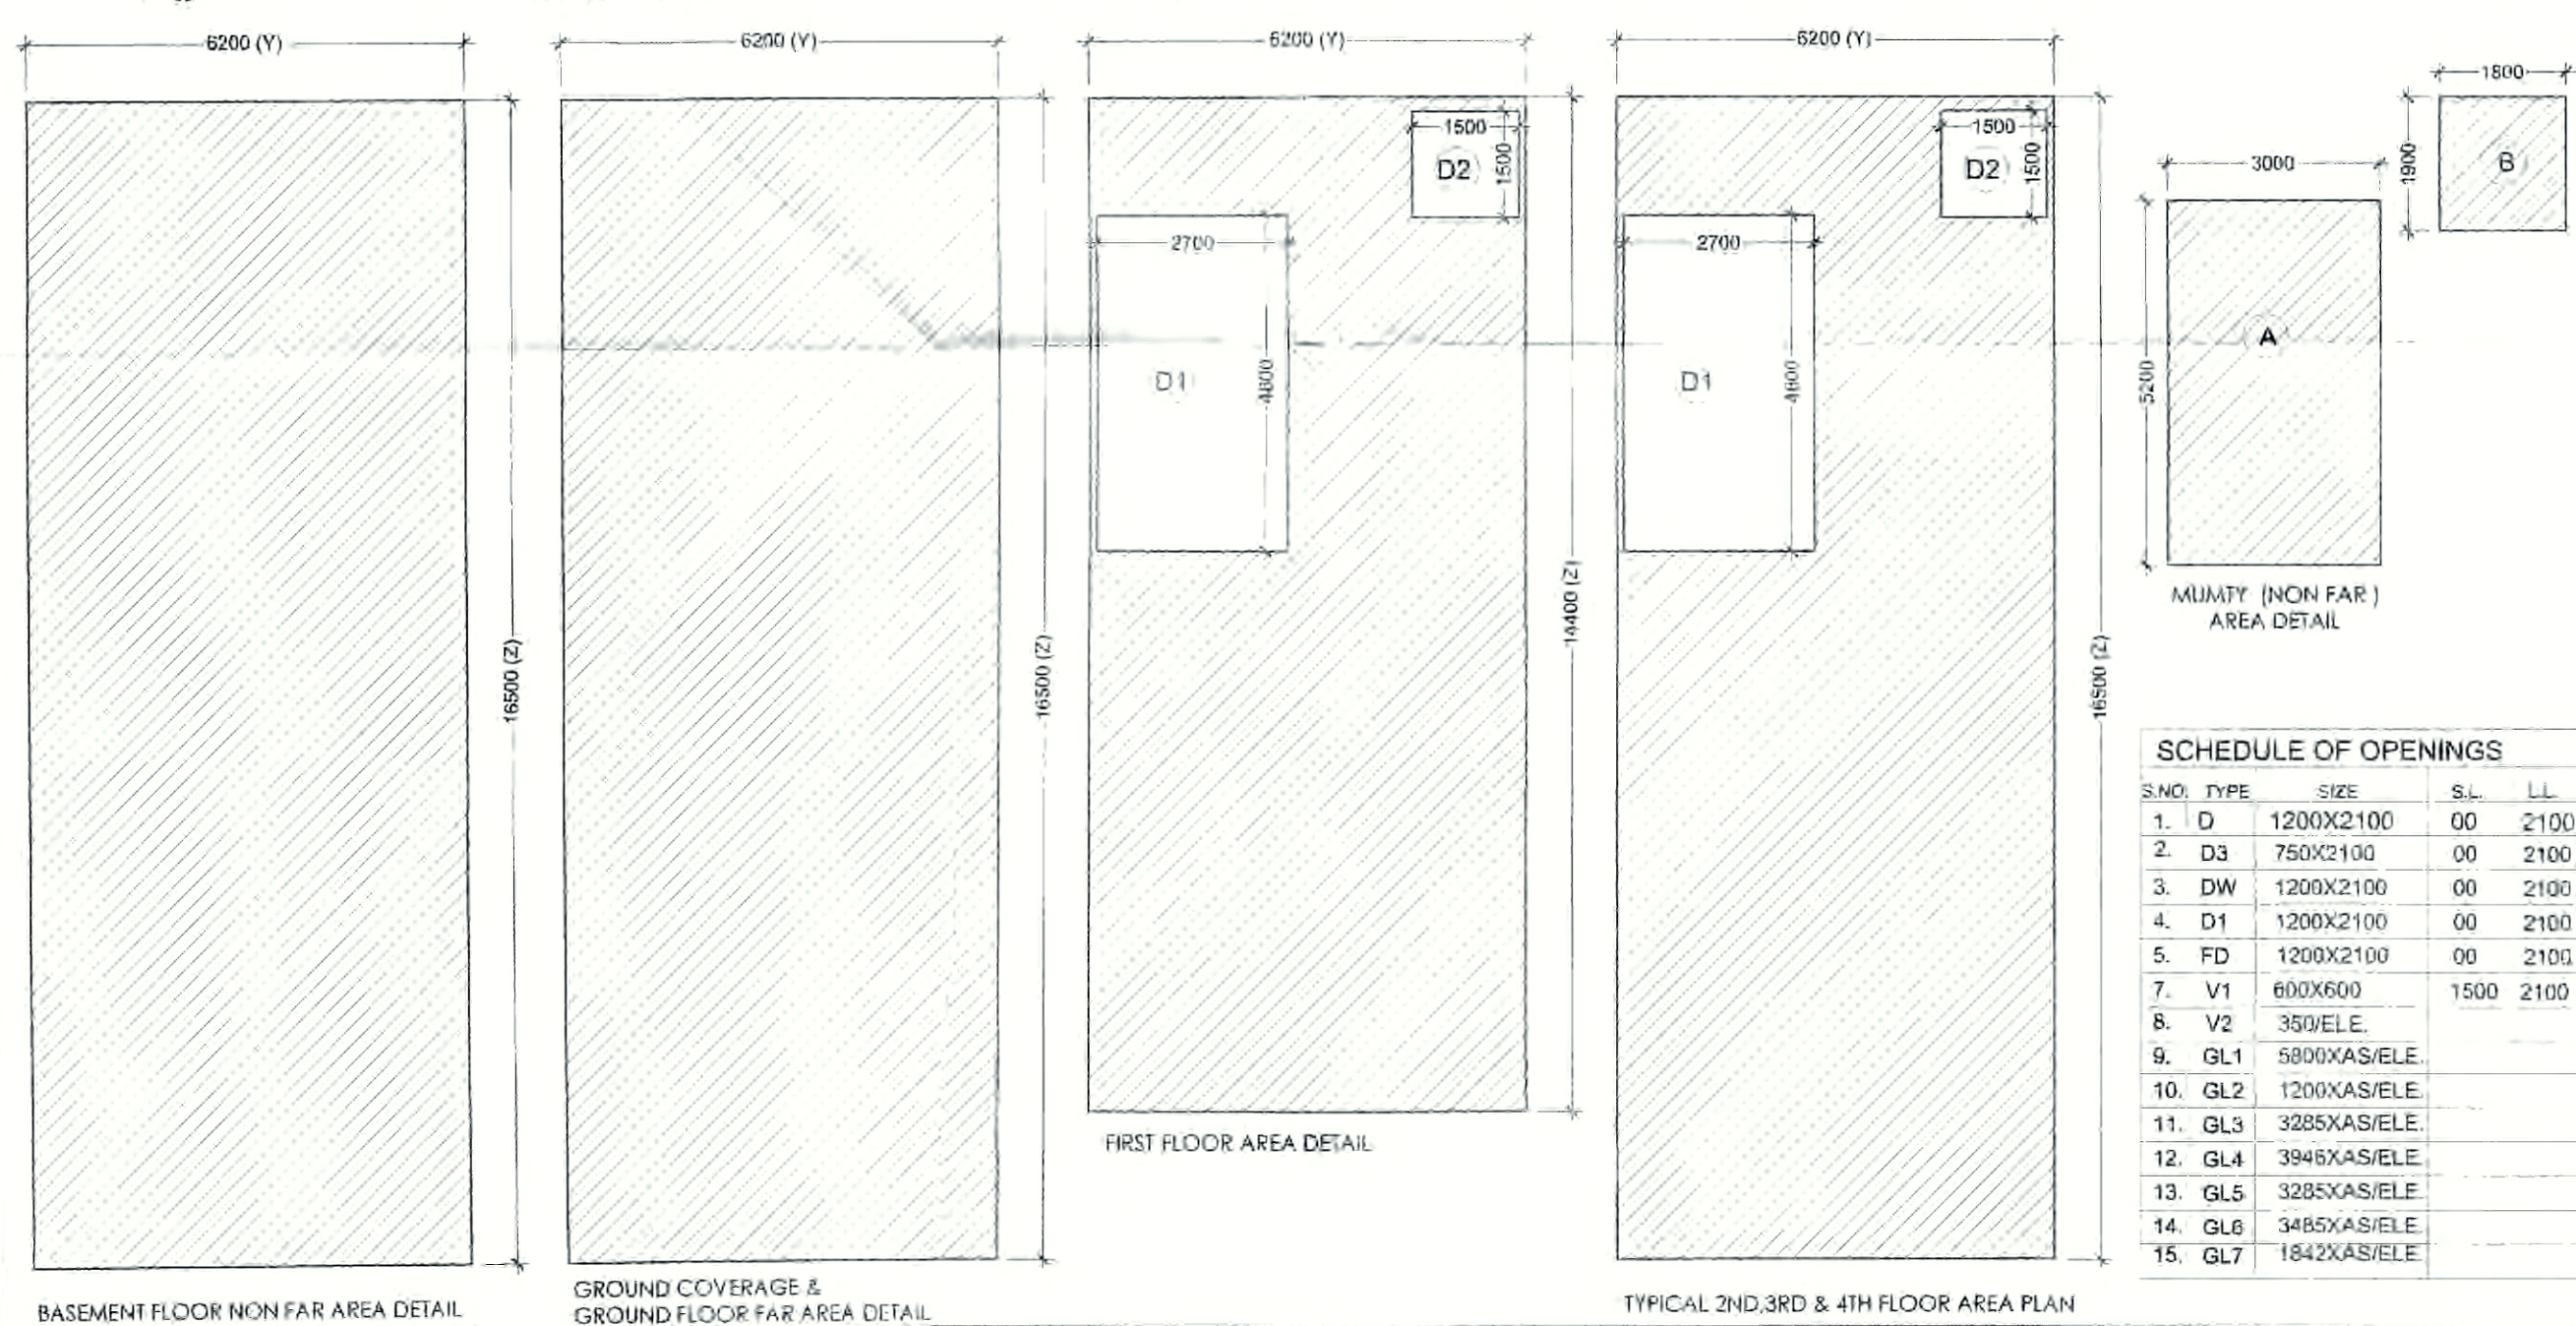 6200 (Y)
16500 (Z)
BASEMENT FLOOR NON FAR AREA DETAIL
6200 (Y)
16500 (Z)
GROUND COVERAGE &
GROUND FLOOR FAR AREA DETAIL
6200 (Y)
1500
D2
1500
2700
D1
4800
14400 (Z)
FIRST FLOOR AREA DETAIL
6200 (Y)
1500
D2
1500
2700
D1
4800
16500 (Z)
TYPICAL 2ND,3RD & 4TH FLOOR AREA PLAN
1800
1900
B
3000
5200
A
MUMTY (NON FAR )
AREA DETAIL
SCHEDULE OF OPENINGS
S.NO. TYPE SIZE S.L. L.L
1. D 1200X2100 00 2100
2. D3 750X2100 00 2100
3. DW 1200X2100 00 2100
4. D1 1200X2100 00 2100
5. FD 1200X2100 00 2100
7. V1 600X600 1500 2100
8. V2 350/ELE.
9. GL1 5800XAS/ELE.
10. GL2 1200XAS/ELE.
11. GL3 3285XAS/ELE.
12. GL4 3946XAS/ELE
13. GL5 3285XAS/ELE
14. GL6 3485XAS/ELE
15. GL7 1842XAS/ELE